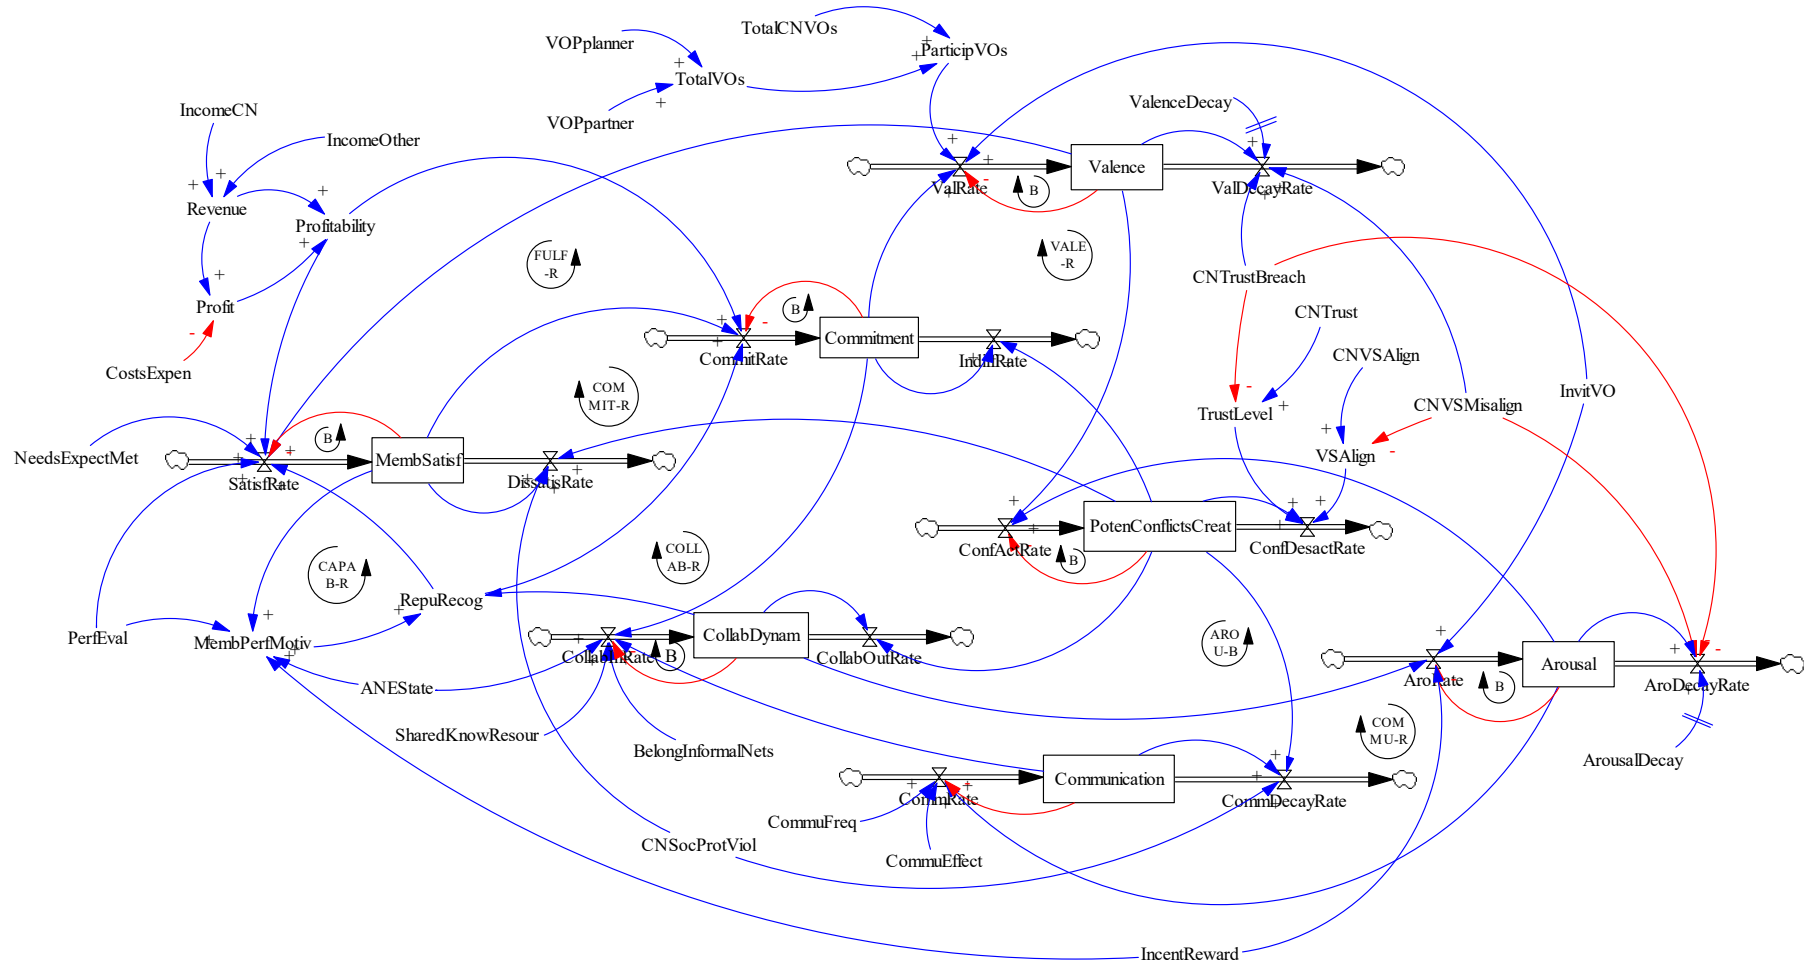 TotalCNVOs
VOPplanner
ParticipVOs
TotalVOs
IncomeCN
VOPpartner
ValenceDecay
IncomeOther
Valence
ValRate
B
ValDecayRate
Revenue
Profitability
FULF
-R
VALE
-R
CNTrustBreach
Profit
B
CNTrust
Commitment
CommitRate
IndifRate
CNVSAlign
CostsExpen
COM
MIT-R
InvitVO
CNVSMisalign
TrustLevel
B
NeedsExpectMet
MembSatisf
VSAlign
SatisfRate
DissatisRate
PotenConflictsCreat
ConfActRate
ConfDesactRate
B
COLL
AB-R
CAPA
B-R
RepuRecog
PerfEval
MembPerfMotiv
CollabDynam
CollabInRate
B
CollabOutRate
ARO
U-B
Arousal
AroRate
B
AroDecayRate
ANEState
SharedKnowResour
BelongInformalNets
COM
MU-R
ArousalDecay
Communication
CommRate
CommDecayRate
CommuFreq
CNSocProtViol
CommuEffect
IncentReward